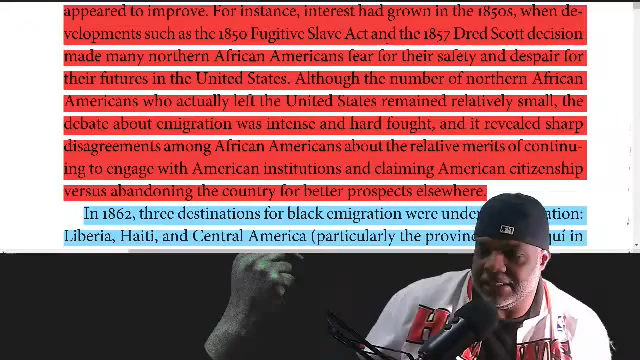 appeared to improve. For instance, interest had grown in the 1850s, when de-
velopments such as the 1850 Fugitive Slave Act and the 1857 Dred Scott decision
made many northern African Americans fear for their safety and despair for
their futures in the United States. Although the number of northern African
Americans who actually left the United States remained relatively small, the
debate about emigration was intense and hard fought, and it revealed sharp
disagreements among African Americans about the relative merits of continu-
ing to engage with American institutions and claiming American citizenship
versus abandoning the country for better prospects elsewhere.
In 1862, three destinations for black emigration were under
Liberia, Haiti, and Central America (particularly the in